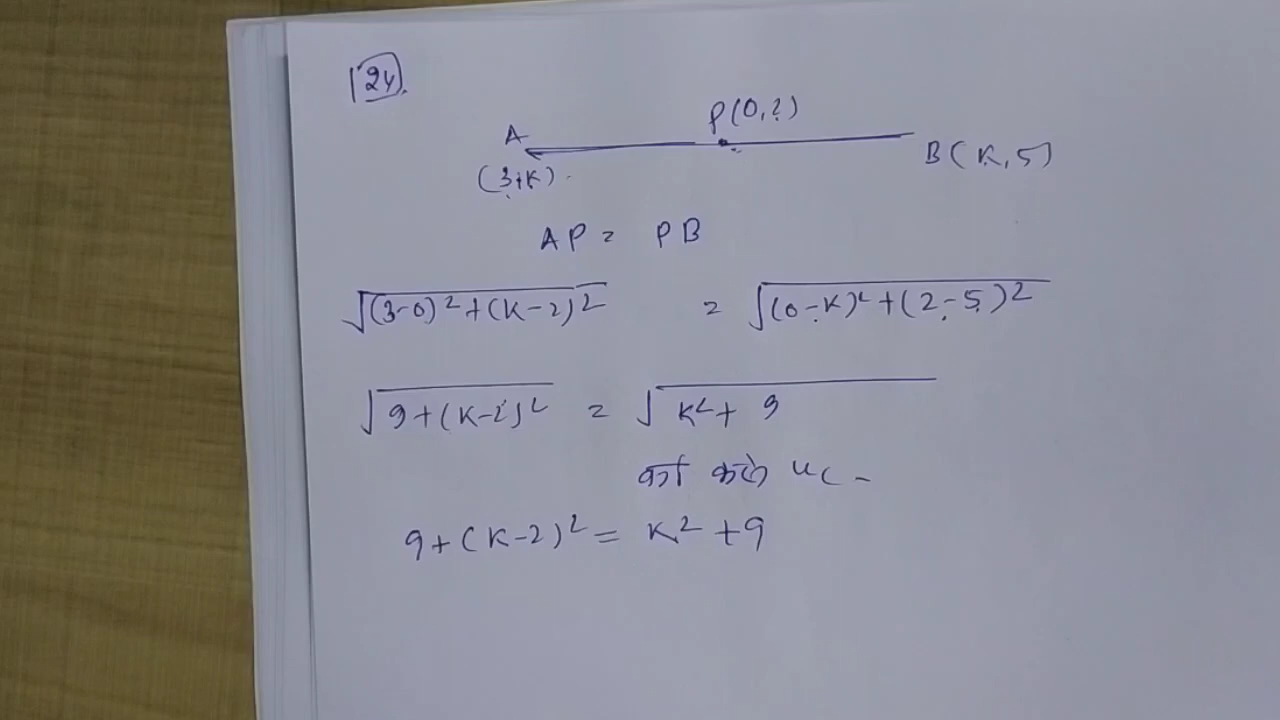 24.
P(0,2)
A
B(K,5)
(3,K)
AP = PB
√(3-0)²+(K-2)² = √(0-K)²+(2-5)²
√9+(K-2)² = √K²+9
वर्ग करने पर -
9+(K-2)² = K²+9